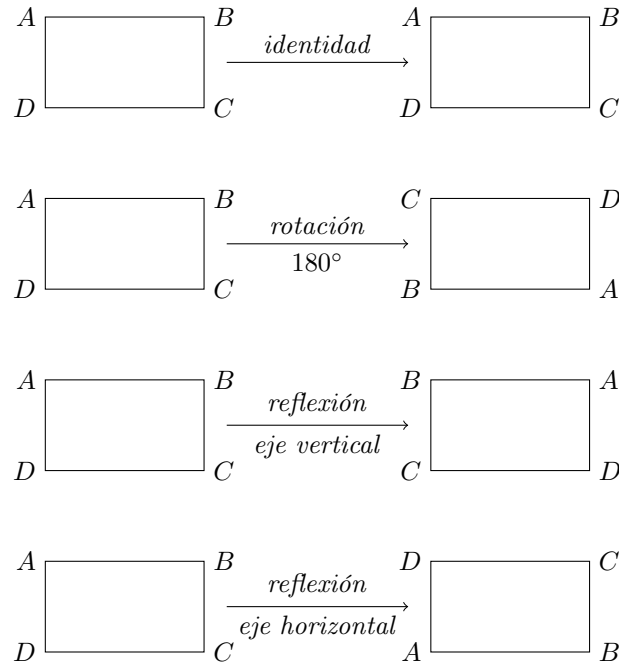 A B identidad A B
D C D C
A B rotación C D
D C 180° B A
A B reflexión B A
D C eje vertical C D
A B reflexión D C
D C eje horizontal A B